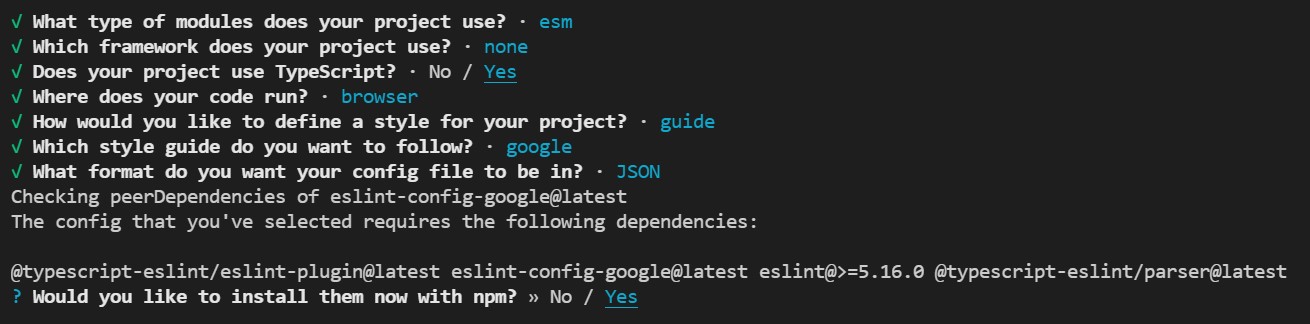 √ What type of modules does your project use? · esm
√ Which framework does your project use? · none
√ Does your project use TypeScript? · No / Yes
√ Where does your code run? · browser
√ How would you like to define a style for your project? · guide
√ Which style guide do you want to follow? · google
√ What format do you want your config file to be in? · JSON
Checking peerDependencies of eslint-config-google@latest
The config that you've selected requires the following dependencies:
@typescript-eslint/eslint-plugin@latest eslint-config-google@latest eslint@>=5.16.0 @typescript-eslint/parser@latest
? Would you like to install them now with npm? » No / Yes